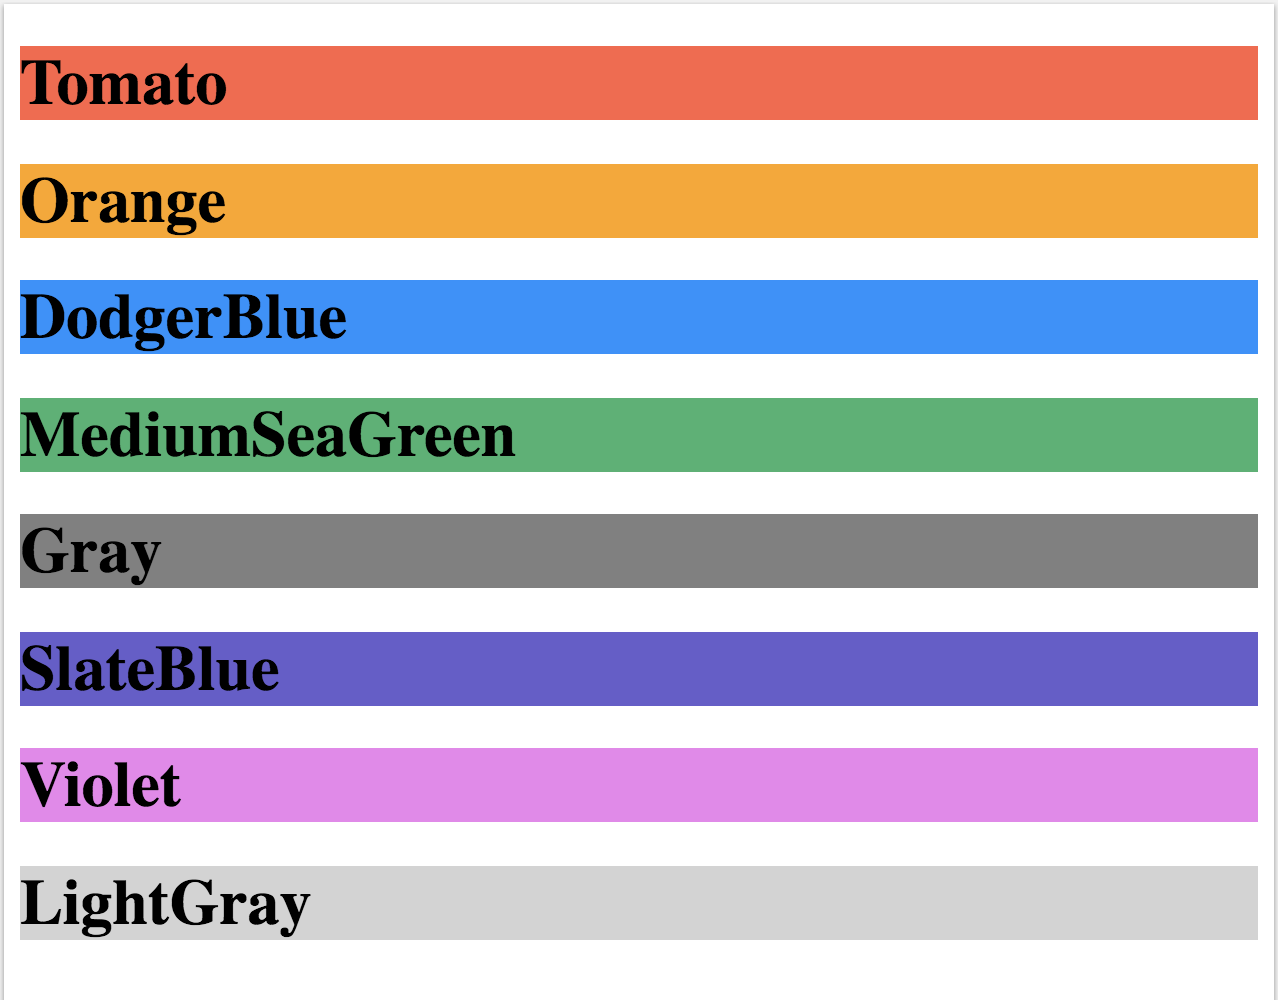 Tomato
Orange
DodgerBlue
MediumSeaGreen
Gray
SlateBlue
Violet
LightGray